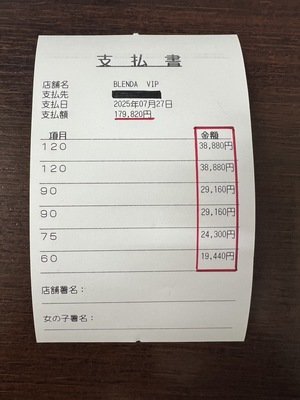 支払書
店舗名 BLENDA VIP
支払先
支払日 2025年07月27日
支払額 179,820円
項目 金額
120 38,880円
120 38,880円
90 29,160円
90 29,160円
75 24,300円
60 19,440円
店舗署名：
女の子署名：